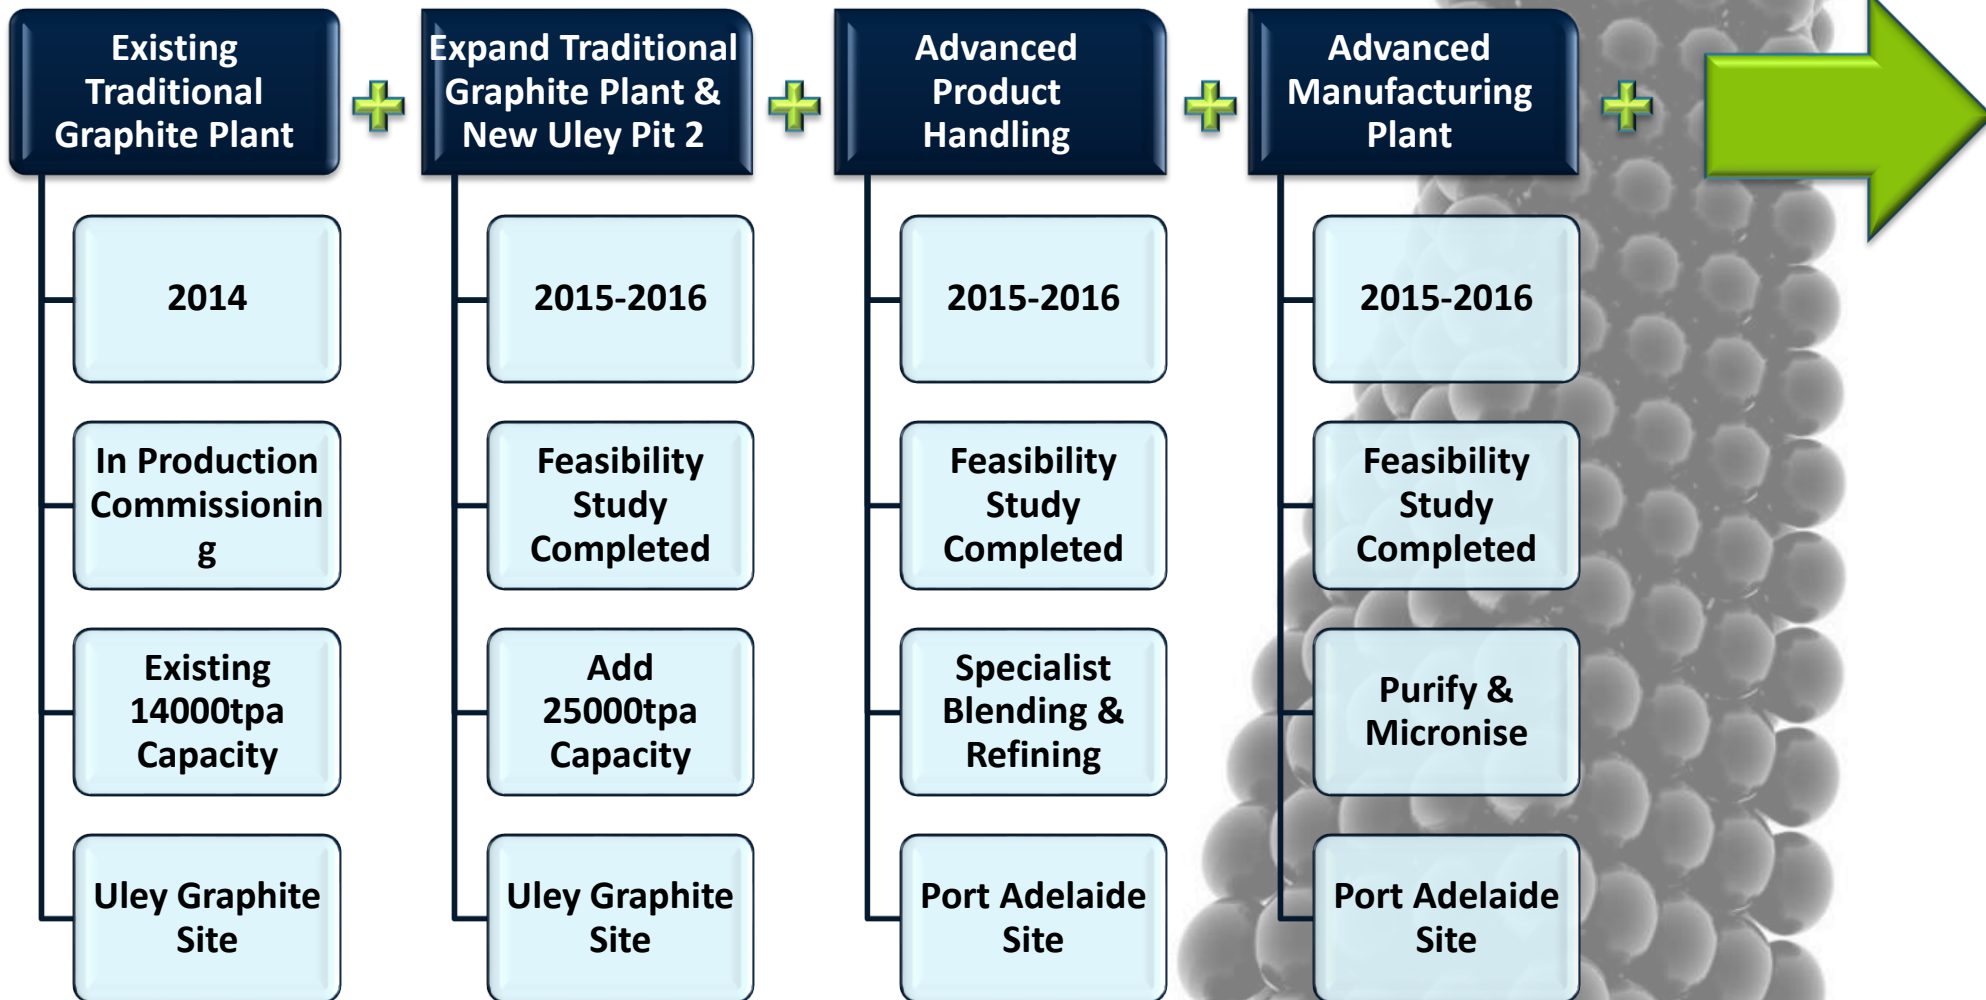 Existing
Traditional
Graphite Plant
2014
In Production
Commissionin
g
Existing
14000tpa
Capacity
Uley Graphite
Site
Expand Traditional
Graphite Plant &
New Uley Pit 2
2015-2016
Feasibility
Study
Completed
Add
25000tpa
Capacity
Uley Graphite
Site
Advanced
Product
Handling
2015-2016
Feasibility
Study
Completed
Specialist
Blending &
Refining
Port Adelaide
Site
Advanced
Manufacturing
Plant
2015-2016
Feasibility
Study
Completed
Purify &
Micronise
Port Adelaide
Site